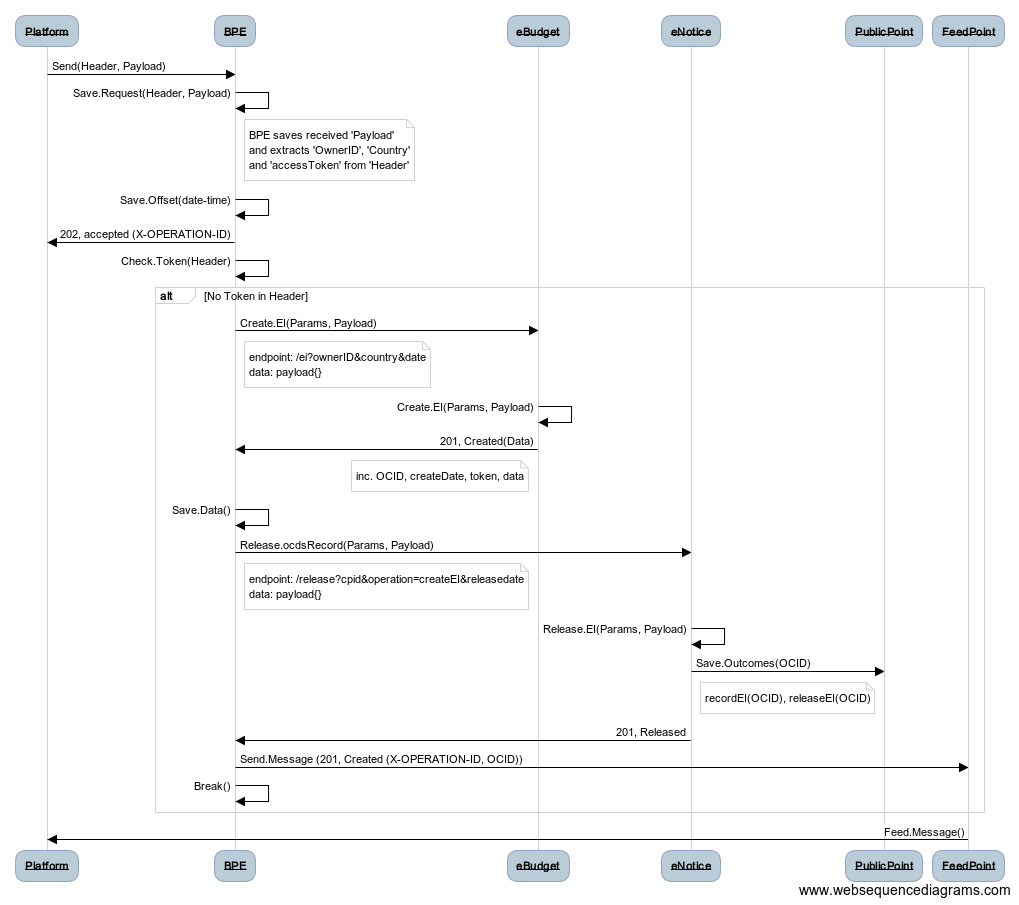 Platform
BPE
eBudget
eNotice
PublicPoint
FeedPoint
Send(Header, Payload)
Save.Request(Header, Payload)
BPE saves received 'Payload'
and extracts 'OwnerID', 'Country'
and 'accessToken' from 'Header'
Save.Offset(date-time)
202, accepted (X-OPERATION-ID)
Check.Token(Header)
alt
[No Token in Header]
Create.EI(Params, Payload)
endpoint: /ei?ownerID&country&date
data: payload{}
Create.EI(Params, Payload)
201, Created(Data)
inc. OCID, createDate, token, data
Save.Data()
Release.ocdsRecord(Params, Payload)
endpoint: /release?cpid&operation=createEI&releasedate
data: payload{}
Release.EI(Params, Payload)
Save.Outcomes(OCID)
recordEI(OCID), releaseEI(OCID)
201, Released
Send.Message (201, Created (X-OPERATION-ID, OCID))
Break()
Feed.Message()
Platform
BPE
eBudget
eNotice
PublicPoint
FeedPoint
www.websequencediagrams.com